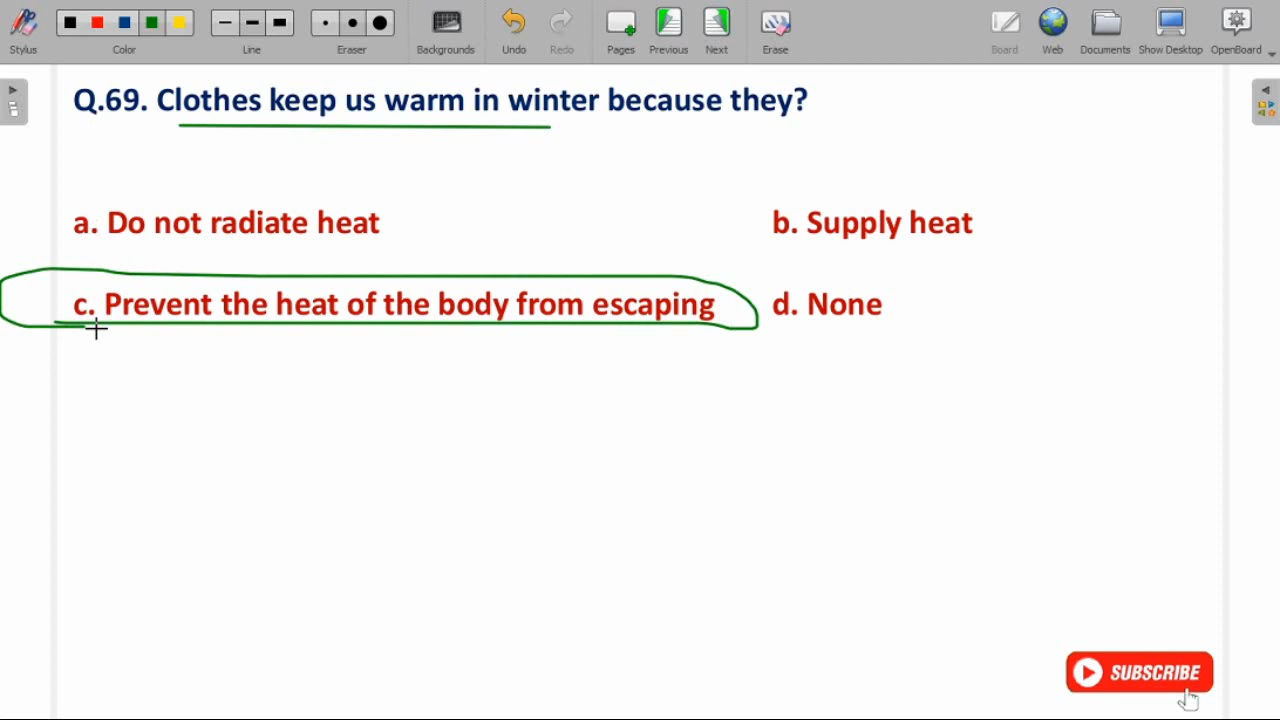 Stylus Color Line Eraser Backgrounds Undo Redo Pages Previous Next Erase Board Web Documents Show Desktop OpenBoard
Q.69. Clothes keep us warm in winter because they?
a. Do not radiate heat b. Supply heat
c. Prevent the heat of the body from escaping d. None
SUBSCRIBE